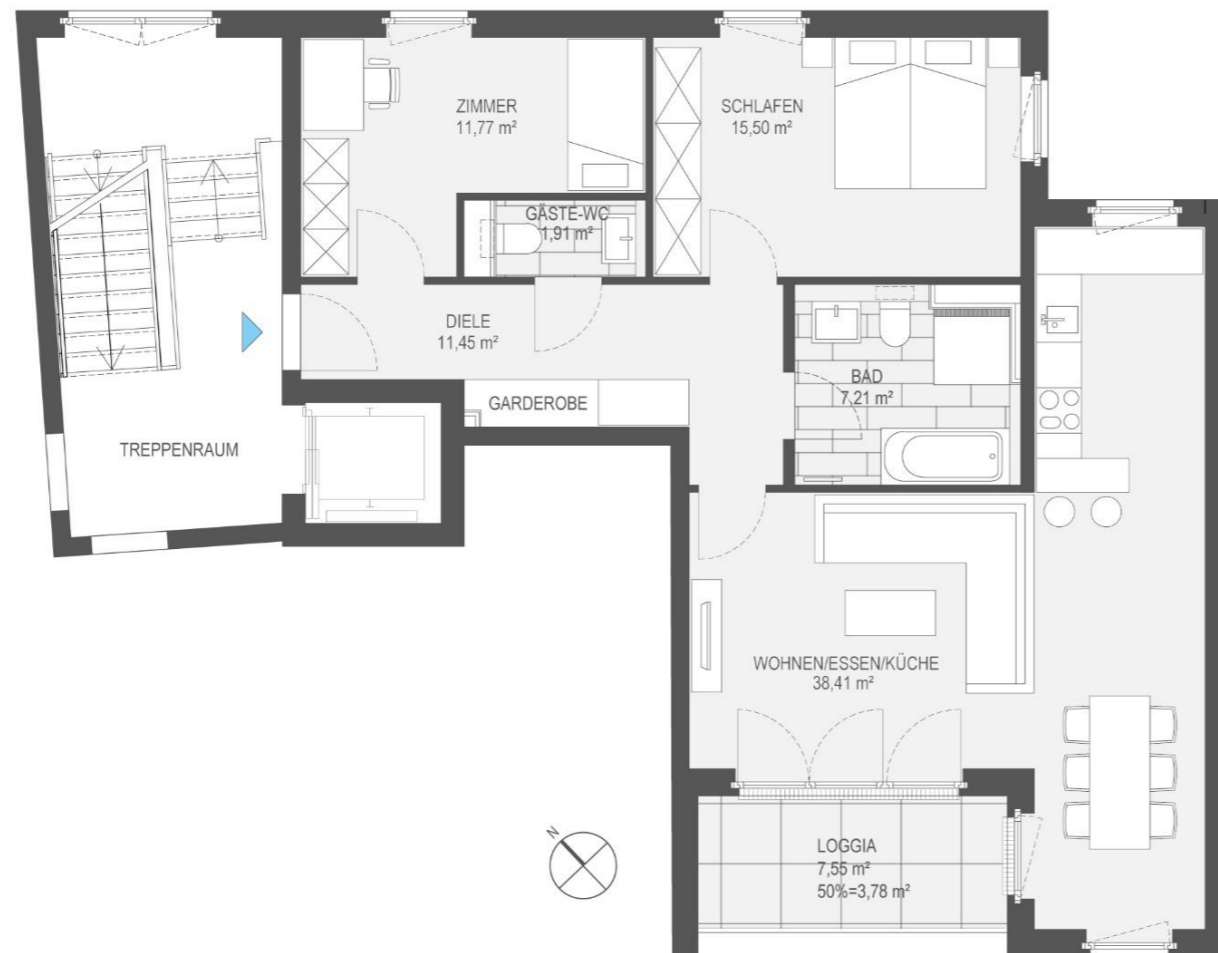 ZIMMER
11,77 m²
SCHLAFEN
15,50 m²
GÄSTE-WC
1,91 m²
DIELE
11,45 m²
BAD
7,21 m²
GARDEROBE
TREPPENRAUM
WOHNEN/ESSEN/KÜCHE
38,41 m²
LOGGIA
7,55 m²
50%=3,78 m²
N